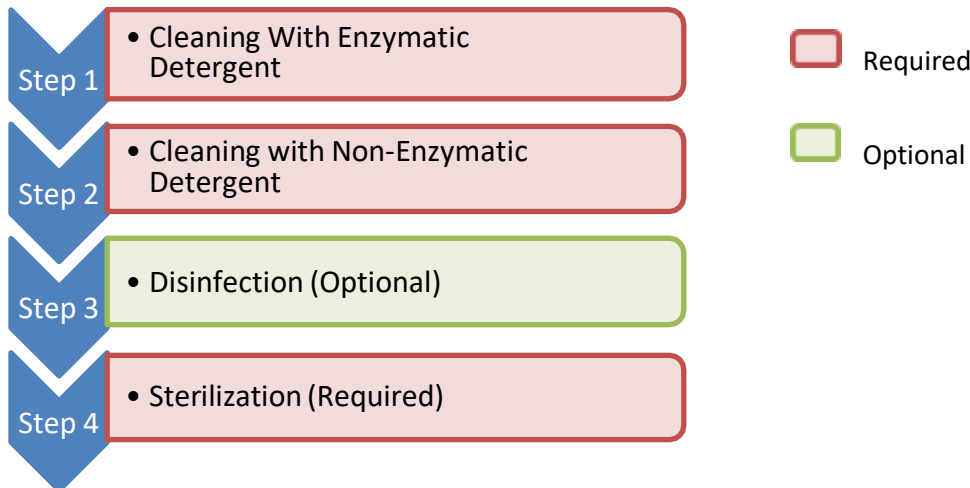 Step 1
• Cleaning With Enzymatic
Detergent
Required
Step 2
• Cleaning with Non-Enzymatic
Detergent
Optional
Step 3
• Disinfection (Optional)
Step 4
• Sterilization (Required)